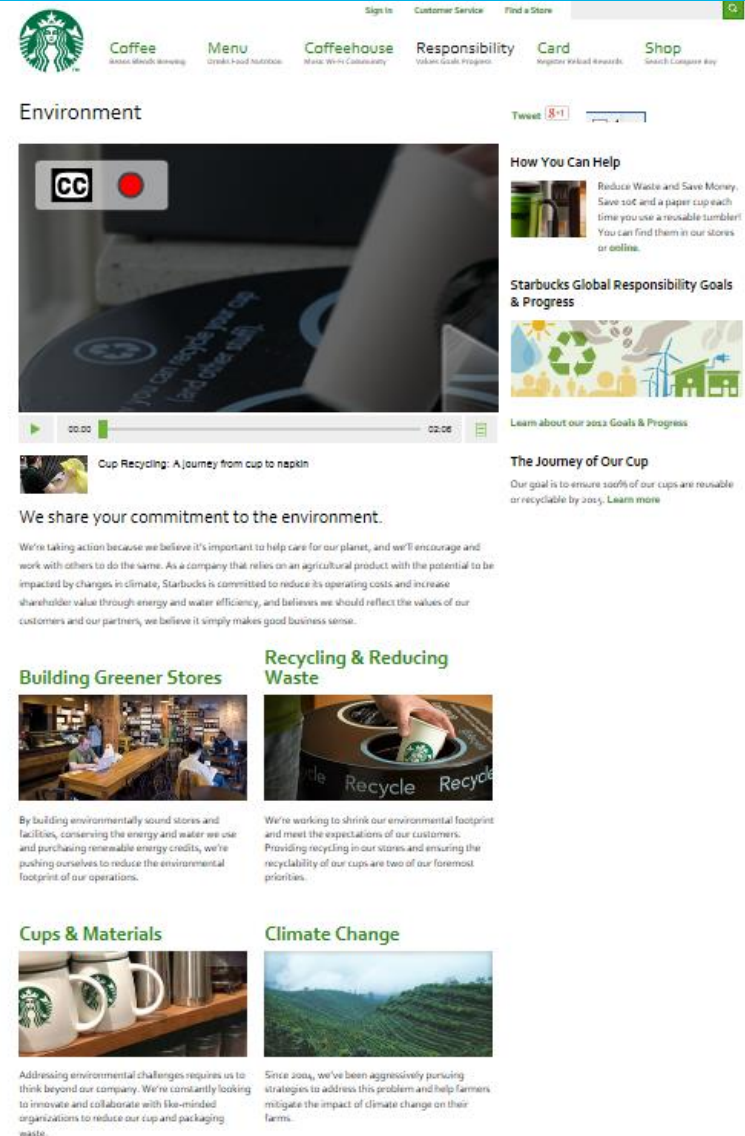 Sign In Customer Service Find a Store
Coffee Menu Coffeehouse Responsibility Card Shop
Beans Blends Brewing Drinks Food Nutrition Music Wi-Fi Community Values Goals Progress Register Reload Rewards Search Compare Buy
Environment
Tweet g+1
CC
you can recycle your cup
(and other stuff).
00:00 02:06
Cup Recycling: A journey from cup to napkin
We share your commitment to the environment.
We're taking action because we believe it's important to help care for our planet, and we'll encourage and
work with others to do the same. As a company that relies on an agricultural product with the potential to be
impacted by changes in climate, Starbucks is committed to reduce its operating costs and increase
shareholder value through energy and water efficiency, and believes we should reflect the values of our
customers and our partners, we believe it simply makes good business sense.
Building Greener Stores
By building environmentally sound stores and
facilities, conserving the energy and water we use
and purchasing renewable energy credits, we're
pushing ourselves to reduce the environmental
footprint of our operations.
Recycling & Reducing
Waste
Recycle Recycle
We're working to shrink our environmental footprint
and meet the expectations of our customers.
Providing recycling in our stores and ensuring the
recyclability of our cups are two of our foremost
priorities.
Cups & Materials
Addressing environmental challenges requires us to
think beyond our company. We're constantly looking
to innovate and collaborate with like-minded
organizations to reduce our cup and packaging
waste.
Climate Change
Since 2004, we've been aggressively pursuing
strategies to address this problem and help farmers
mitigate the impact of climate change on their
farms.
How You Can Help
Reduce Waste and Save Money.
Save 10¢ and a paper cup each
time you use a reusable tumbler!
You can find them in our stores
or online.
Starbucks Global Responsibility Goals
& Progress
Learn about our 2012 Goals & Progress
The Journey of Our Cup
Our goal is to ensure 100% of our cups are reusable
or recyclable by 2015. Learn more